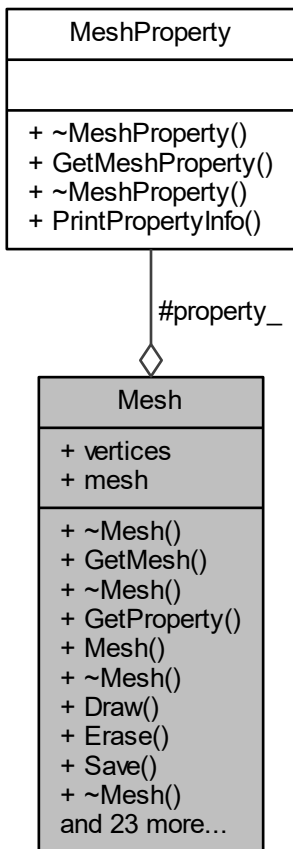 MeshProperty
+ ~MeshProperty()
+ GetMeshProperty()
+ ~MeshProperty()
+ PrintPropertyInfo()
#property_
Mesh
+ vertices
+ mesh
+ ~Mesh()
+ GetMesh()
+ ~Mesh()
+ GetProperty()
+ Mesh()
+ ~Mesh()
+ Draw()
+ Erase()
+ Save()
+ ~Mesh()
and 23 more...